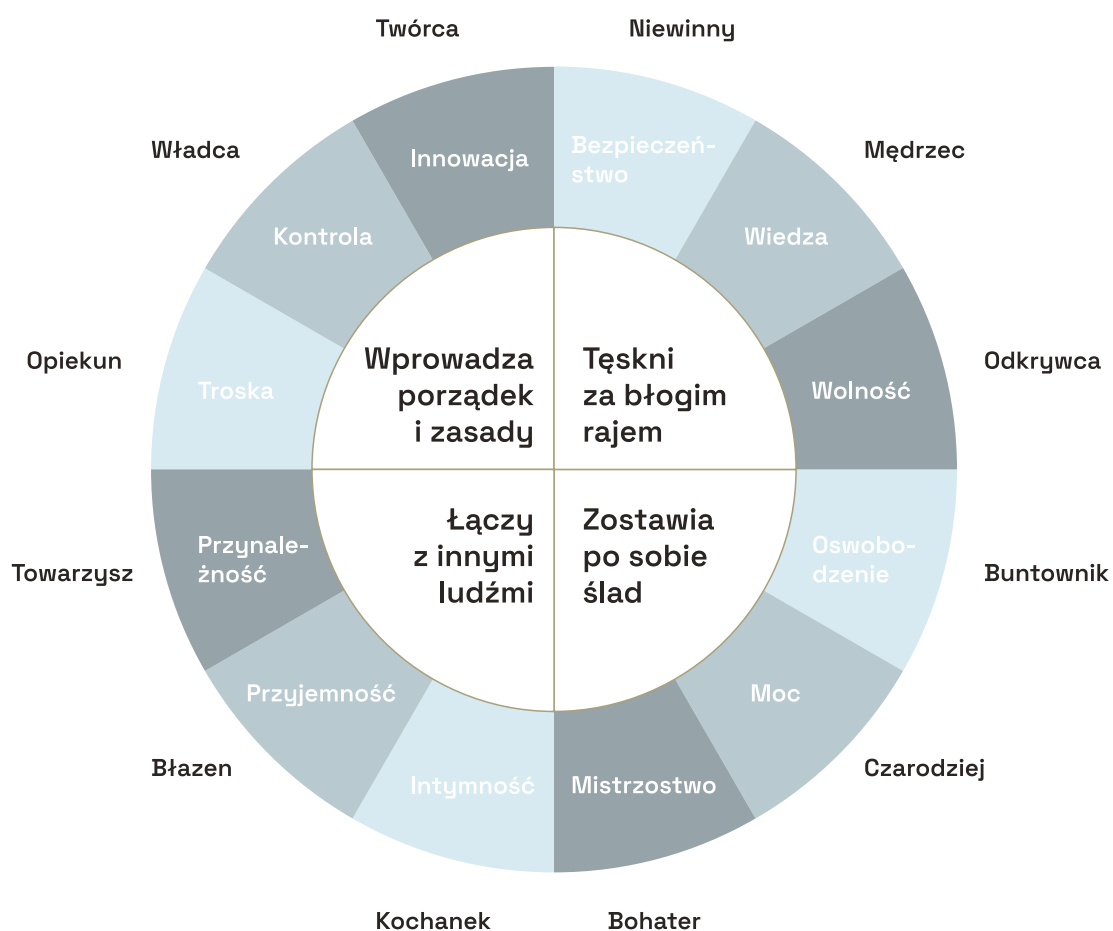 Twórca
Niewinny
Władca
Mędrzec
Innowacja
Bezpieczeń-
stwo
Kontrola
Wiedza
Opiekun
Odkrywca
Troska
Wolność
Wprowadza
porządek
i zasady
Tęskni
za błogim
rajem
Łączy
z innymi
ludźmi
Zostawia
po sobie
ślad
Przynale-
żność
Oswobo-
dzenie
Towarzysz
Buntownik
Przyjemność
Moc
Błazen
Czarodziej
Intymność
Mistrzostwo
Kochanek
Bohater